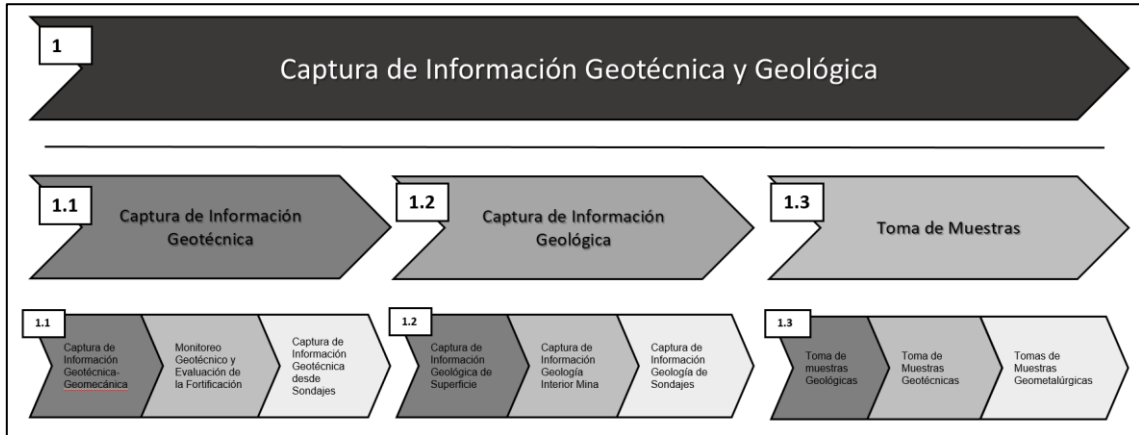 1
Captura de Información Geotécnica y Geológica
1.1
Captura de Información
Geotécnica
1.2
Captura de Información
Geológica
1.3
Toma de Muestras
1.1
Captura de
Información
Geotécnica-
Geomecánica
Monitoreo
Geotécnico y
Evaluación de
la Fortificación
Captura de
Información
Geotécnica
desde
Sondajes
1.2
Captura de
Información
Geológica de
Superficie
Captura de
Información
Geología
Interior Mina
Captura de
Información
Geología de
Sondajes
1.3
Toma de
muestras
Geológicas
Toma de
Muestras
Geotécnicas
Tomas de
Muestras
Geometalúrgicas